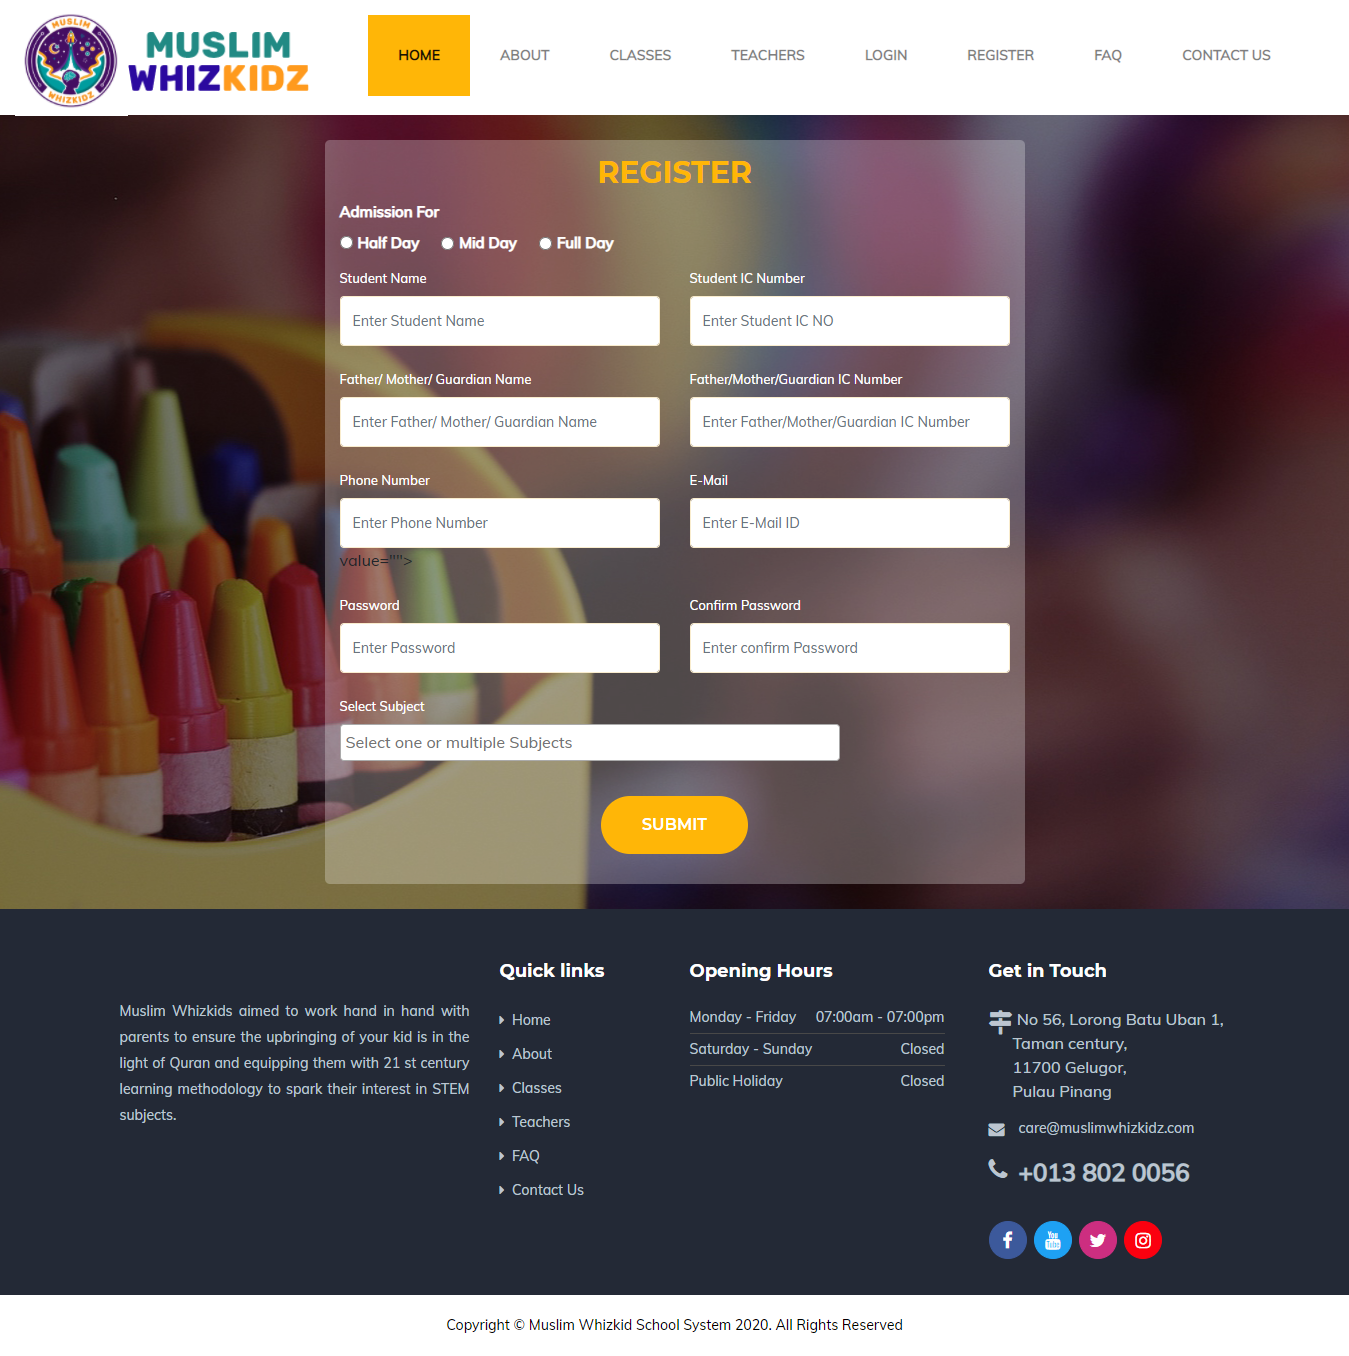 MUSLIM
WHIZKIDZ
MUSLIM
WHIZKIDZ
HOME ABOUT CLASSES TEACHERS LOGIN REGISTER FAQ CONTACT US
REGISTER
Admission For
Half Day Mid Day Full Day
Student Name Student IC Number
Enter Student Name Enter Student IC NO
Father/ Mother/ Guardian Name Father/Mother/Guardian IC Number
Enter Father/ Mother/ Guardian Name Enter Father/Mother/Guardian IC Number
Phone Number E-Mail
Enter Phone Number Enter E-Mail ID
value="">
Password Confirm Password
Enter Password Enter confirm Password
Select Subject
Select one or multiple Subjects
SUBMIT
Muslim Whizkids aimed to work hand in hand with
parents to ensure the upbringing of your kid is in the
light of Quran and equipping them with 21 st century
learning methodology to spark their interest in STEM
subjects.
Quick links
Home
About
Classes
Teachers
FAQ
Contact Us
Opening Hours
Monday - Friday 07:00am - 07:00pm
Saturday - Sunday Closed
Public Holiday Closed
Get in Touch
No 56, Lorong Batu Uban 1,
Taman century,
11700 Gelugor,
Pulau Pinang
care@muslimwhizkidz.com
+013 802 0056
You
Tube
Copyright © Muslim Whizkid School System 2020. All Rights Reserved